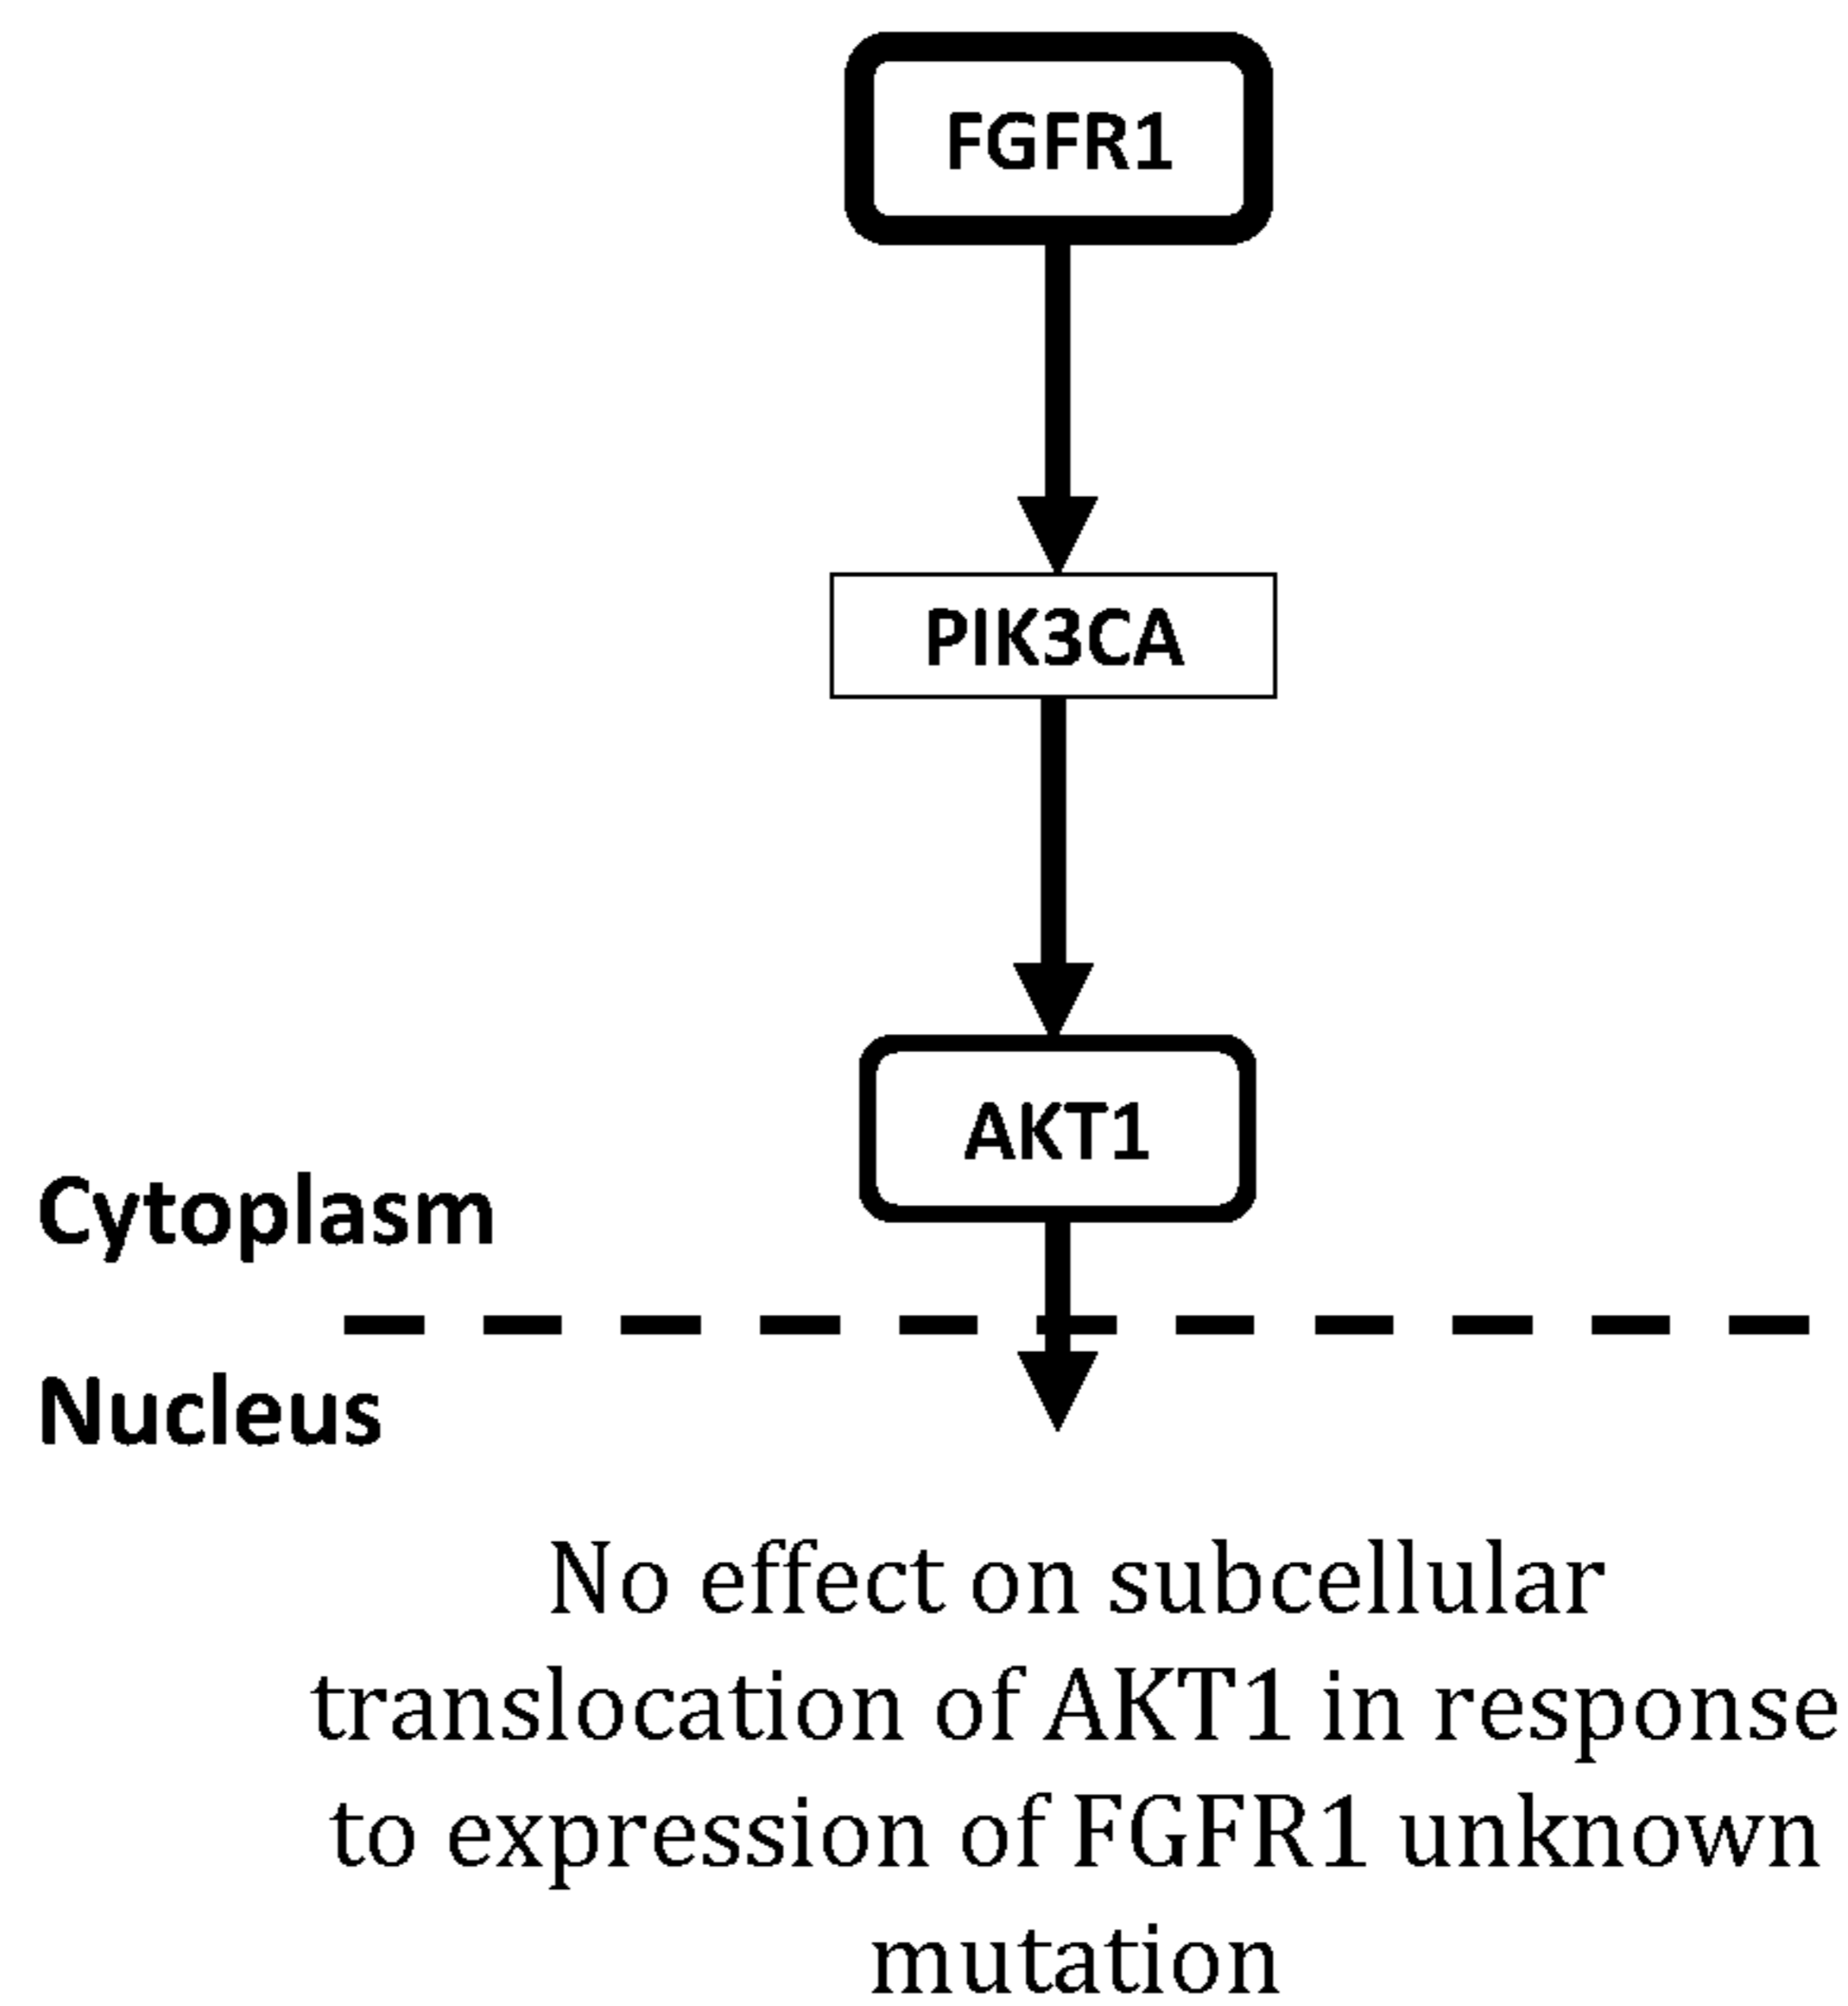 FGFR1
PIK3CA
AKT1
Cytoplasm
Nucleus
No effect on subcellular
translocation of AKT1 in response
to expression of FGFR1 unknown
mutation